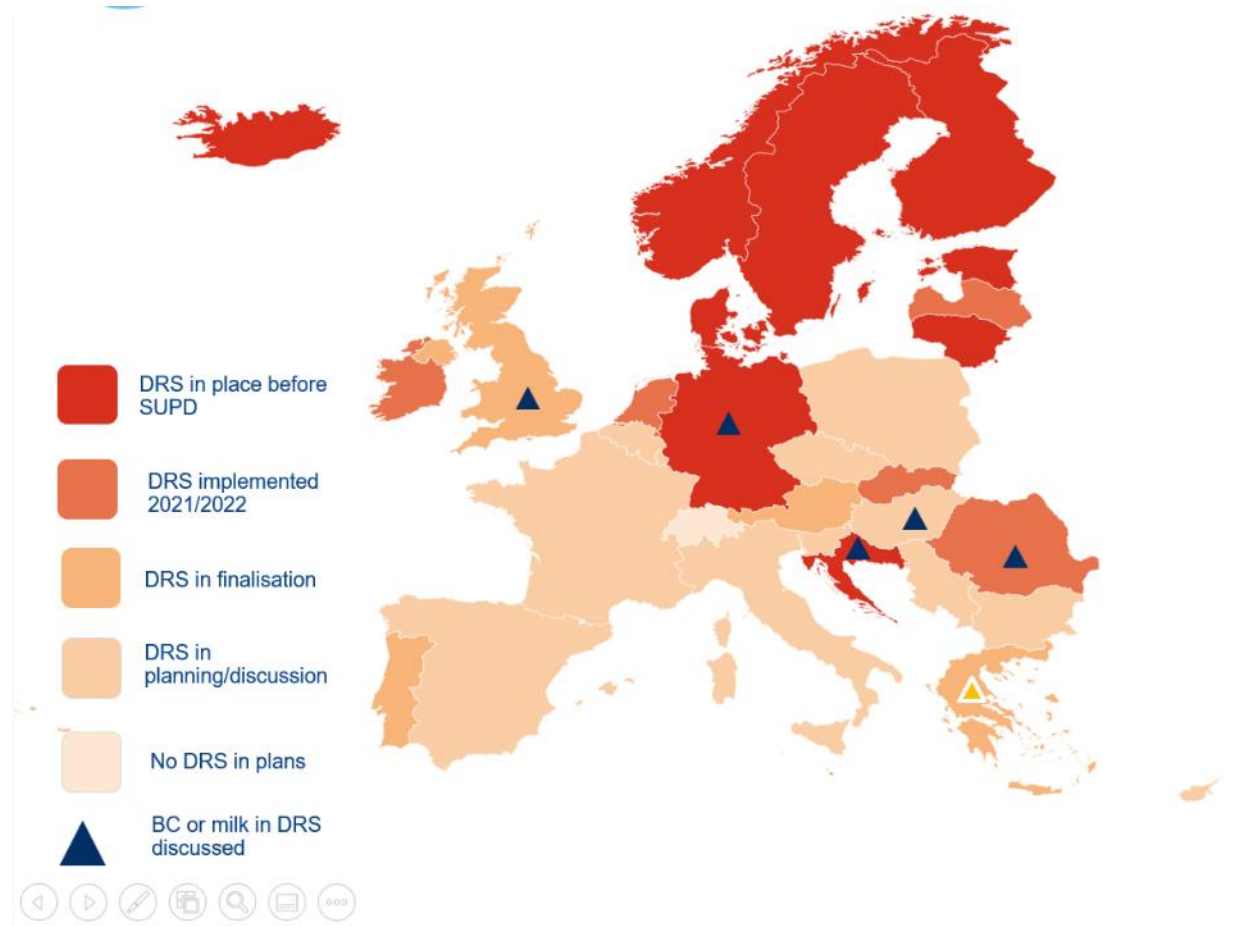 DRS in place before
SUPD
DRS implemented
2021/2022
DRS in finalisation
DRS in
planning/discussion
No DRS in plans
BC or milk in DRS
discussed